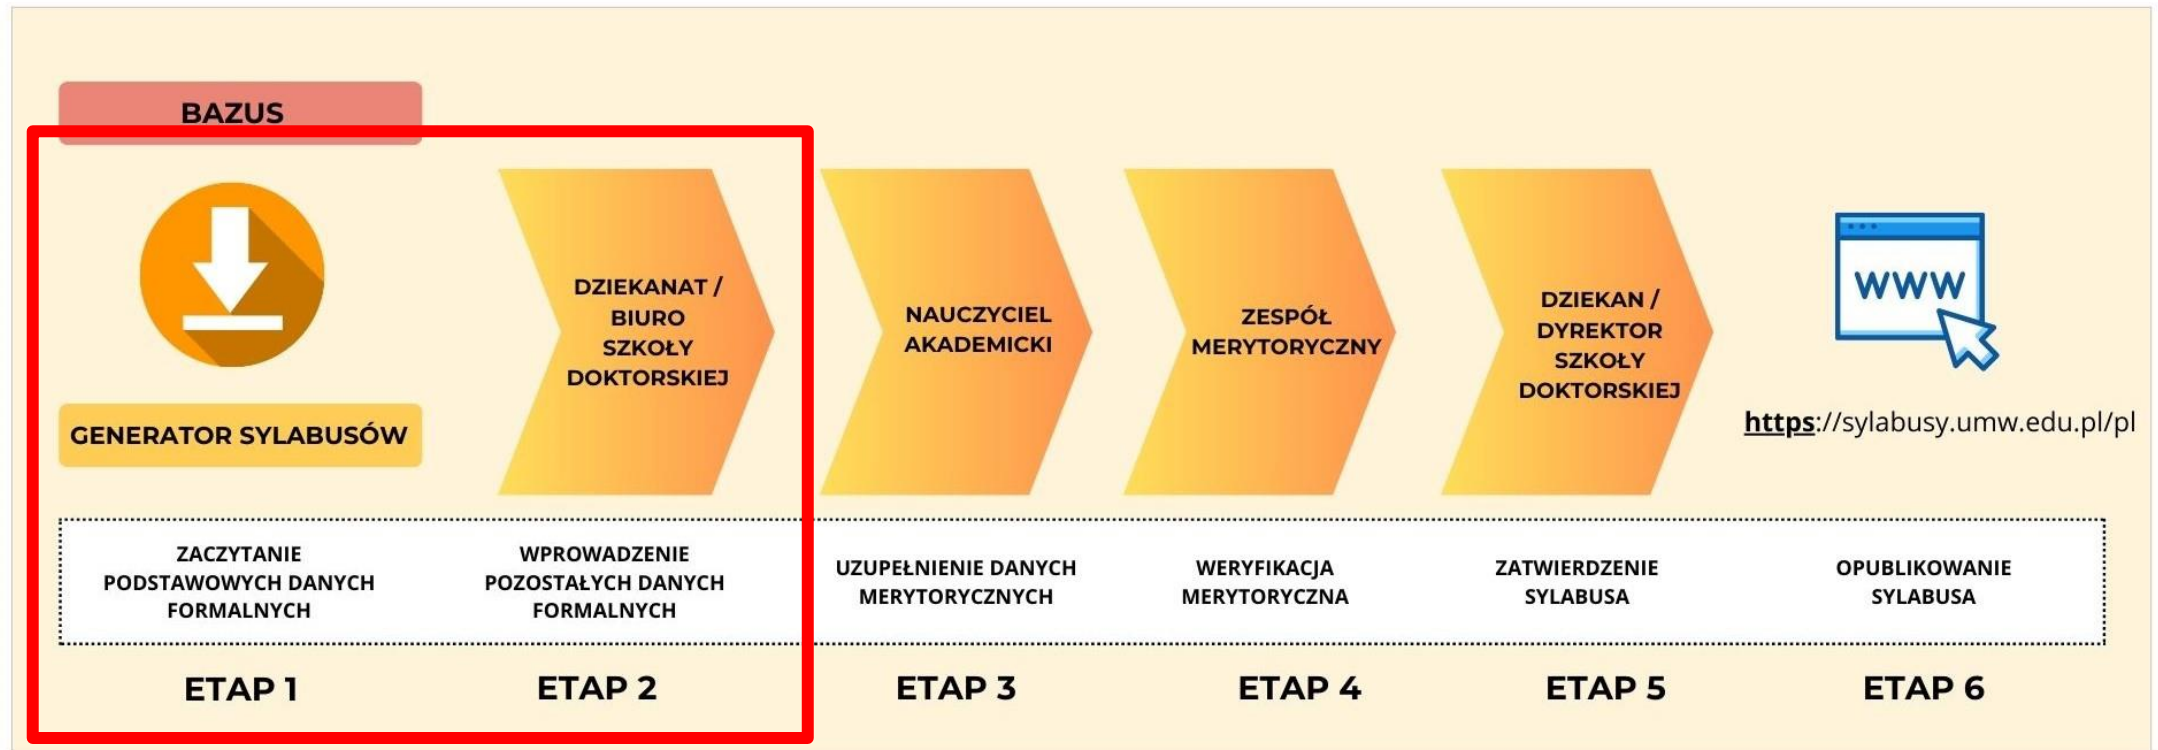 BAZUS
GENERATOR SYLABUSÓW
DZIEKANAT /
BIURO
SZKOŁY
DOKTORSKIEJ
NAUCZYCIEL
AKADEMICKI
ZESPÓŁ
MERYTORYCZNY
DZIEKAN /
DYREKTOR
SZKOŁY
DOKTORSKIEJ
WWW
https://sylabusy.umw.edu.pl/pl
ZACZYTANIE
PODSTAWOWYCH DANYCH
FORMALNYCH
WPROWADZENIE
POZOSTAŁYCH DANYCH
FORMALNYCH
UZUPEŁNIENIE DANYCH
MERYTORYCZNYCH
WERYFIKACJA
MERYTORYCZNA
ZATWIERDZENIE
SYLABUSA
OPUBLIKOWANIE
SYLABUSA
ETAP 1
ETAP 2
ETAP 3
ETAP 4
ETAP 5
ETAP 6